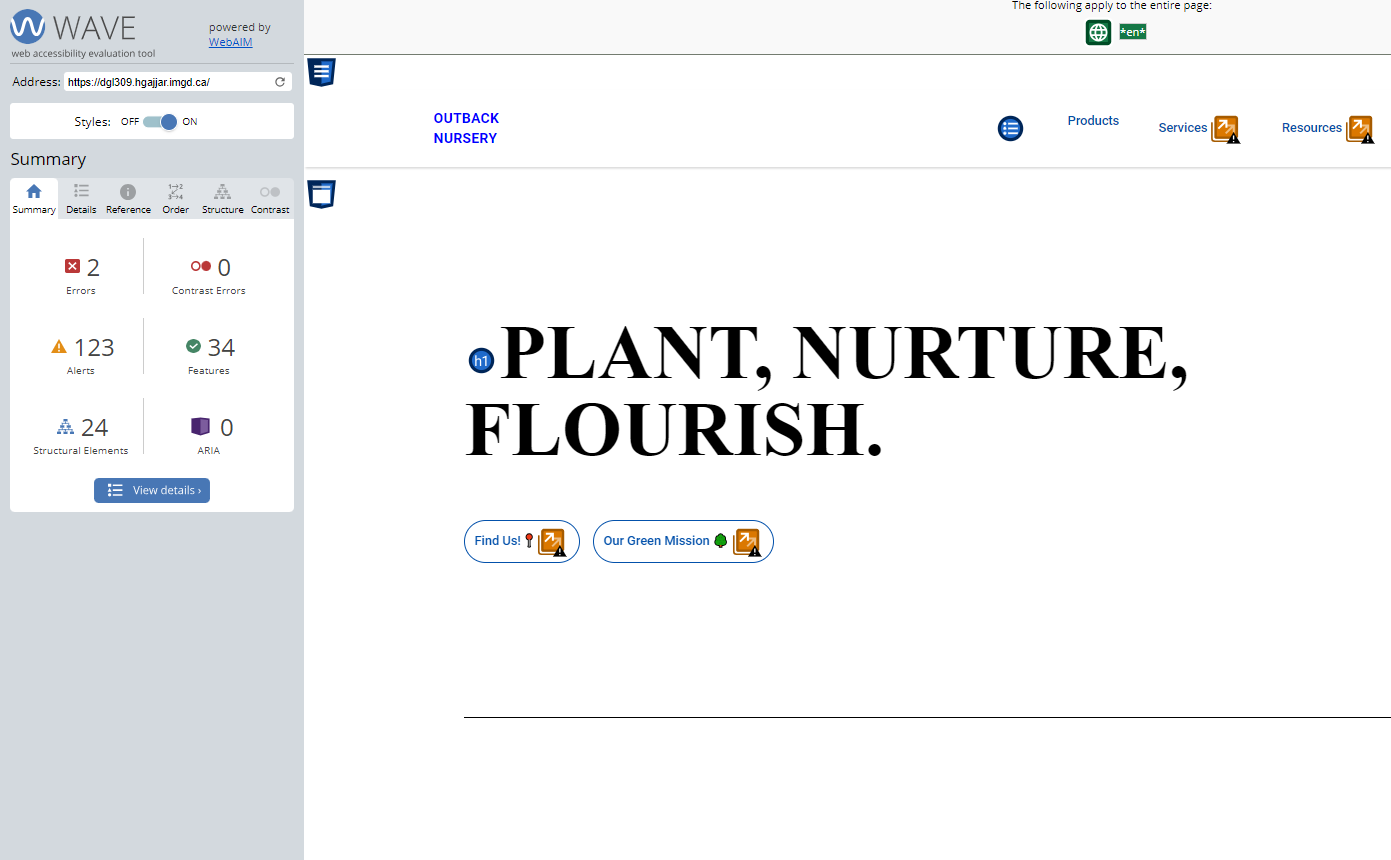 WAVE
web accessibility evaluation tool
powered by
WebAIM
Address: https://dgl309.hgajjar.imgd.ca/
Styles: OFF ON
Summary
Summary Details Reference Order Structure Contrast
2
Errors
0
Contrast Errors
123
Alerts
34
Features
24
Structural Elements
0
ARIA
View details ›
The following apply to the entire page:
*en*
OUTBACK
NURSERY
Products
Services
Resources
h1 PLANT, NURTURE,
FLOURISH.
Find Us!
Our Green Mission